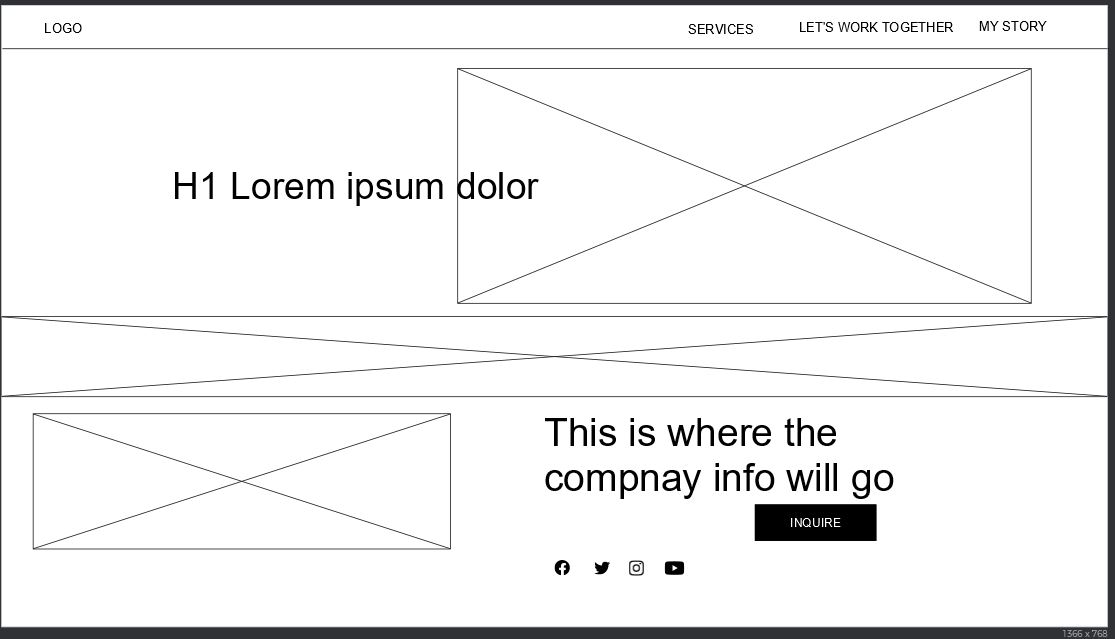 LOGO
SERVICES
LET'S WORK TOGETHER
MY STORY
H1 Lorem ipsum dolor
This is where the
compnay info will go
INQUIRE
1366 x 768